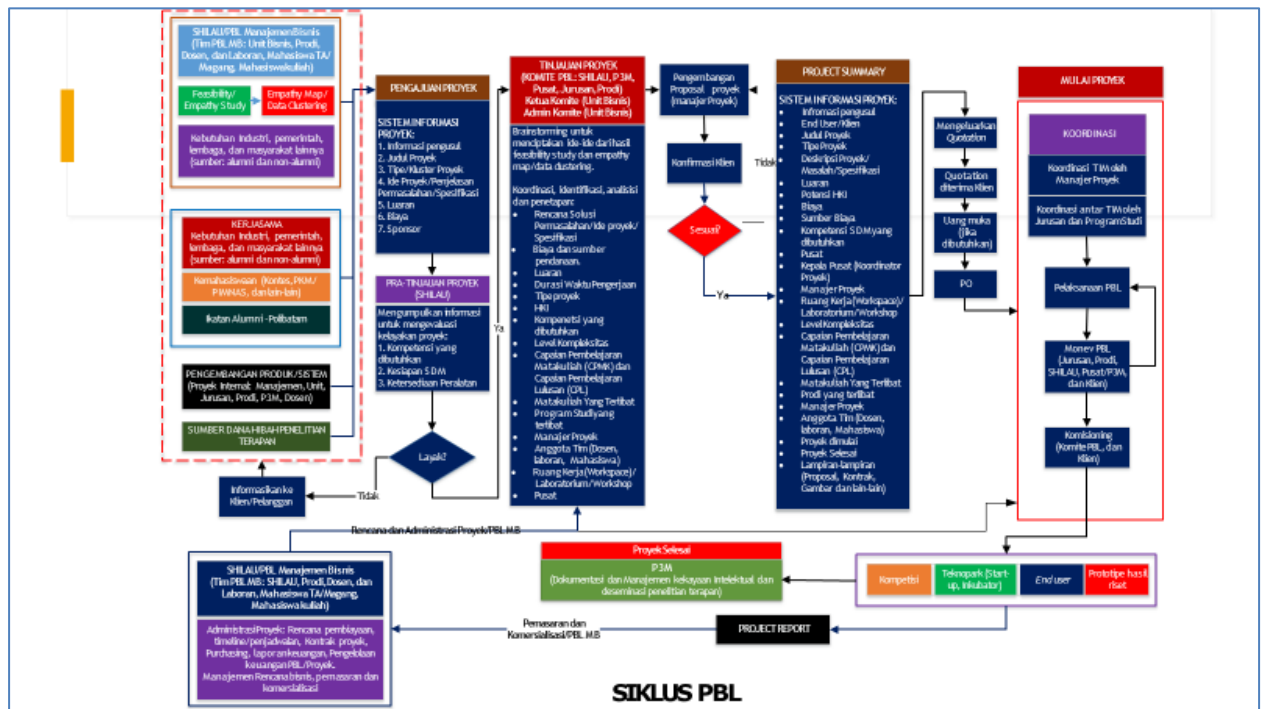 SHILAU/PBL Manajemen Bisnis
(Tim PBL MB: Unit Bisnis, Prodi,
Dosen, dan Laboran, Mahasiswa TA/
Magang, Mahasiswa kuliah)
Feasibility/
Empathy Study
Empathy Map/
Data Clustering
Kebutuhan Industri, pemerintah,
lembaga, dan masyarakat lainnya
(sumber: alumni dan non-alumni)
KERJASAMA
Kebutuhan Industri, pemerintah,
lembaga, dan masyarakat lainnya
(sumber: alumni dan non-alumni)
Kemahasiswaan (Kontes, PKM/
PIMNAS, dan lain-lain)
Ikatan Alumni -Polibatam
PENGEMBANGAN PRODUK/SISTEM
(Proyek Internal: Manajemen, Unit,
Jurusan, Prodi, P3M, Dosen)
SUMBER DANA HIBAH PENELITIAN
TERAPAN
Informasikan ke
Klien/Pelanggan
PENGAJUAN PROYEK
SISTEM INFORMASI
PROYEK:
1. Informasi pengusul
2. Judul Proyek
3. Tipe/Kluster Proyek
4. Ide Proyek/Penjelasan
Permasalahan/Spesifikasi
5. Luaran
6. Biaya
7. Sponsor
PRA-TINJAUAN PROYEK
(SHILAU)
Mengumpulkan informasi
untuk mengevaluasi
kelayakan proyek:
1. Kompetensi yang
dibutuhkan
2. Kesiapan SDM
3. Ketersediaan Peralatan
Layak?
Tidak
Ya
TINJAUAN PROYEK
(KOMITE PBL: SHILAU, P3M,
Pusat, Jurusan, Prodi)
Ketua Komite (Unit Bisnis)
Admin Komite (Unit Bisnis)
Brainstorming untuk
menciptakan ide-ide dari hasil
feasibility study dan empathy
map/data clustering.
Koordinasi, identifikasi, analisisi
dan penetapan:
• Rencana Solusi
Permasalahan/Ide proyek/
Spesifikasi
• Biaya dan sumber
pendanaan.
• Luaran
• Durasi Waktu Pengerjaan
• Tipe proyek
• HKI
• Kompenetsi yang
dibutuhkan
• Level Kompleksitas
• Capaian Pembelajaran
Matakuliah (CPMK) dan
Capaian Pembelajaran
Lulusan (CPL)
• Matakuliah Yang Terlibat
• Program Studi yang
terlibat
• Manajer Proyek
• Anggota Tim (Dosen,
laboran, Mahasiswa)
• Ruang Kerja (Workspace)/
Laboratorium/Workshop
• Pusat
Pengembangan
Proposal proyek
(manajer Proyek)
Konfirmasi Klien
Sesuai?
Tidak
Ya
PROJECT SUMMARY
SISTEM INFORMASI PROYEK:
• Infromasi pengusul
• End User/Klien
• Judul Proyek
• Tipe Proyek
• Deskripsi Proyek/
Masalah/Spesifikasi
• Luaran
• Potensi HKI
• Biaya
• Sumber Biaya
• Kompetensi SDM yang
dibutuhkan
• Pusat
• Kepala Pusat (Koordinator
Proyek)
• Manajer Proyek
• Ruang Kerja (Workspace)/
Laboratorium/Workshop
• Level Kompleksitas
• Capaian Pembelajaran
Matakuliah (CPMK) dan
Capaian Pembelajaran
Lulusan (CPL)
• Matakuliah Yang Terlibat
• Prodi yang terlibat
• Manajer Proyek
• Anggota Tim (Dosen,
laboran, Mahasiswa)
• Proyek dimulai
• Proyek Selesai
• Lampiran-lampiran
(Proposal, Kontrak,
Gambar dan lain-lain)
Mengeluarkan
Quotation
Quotation
diterima Klien
Uang muka
(jika
dibutuhkan)
PO
MULAI PROYEK
KOORDINASI
Koordinasi TIM oleh
Manajer Proyek
Koordinasi antar TIM oleh
Jurusan dan Program Studi
Pelaksanaan PBL
Monev PBL
(Jurusan, Prodi,
SHILAU, Pusat/P3M,
dan Klien)
Komisioning
(Komite PBL, dan
Klien)
Rencana dan Administrasi Proyek/PBL MB
SHILAU/PBL Manajemen Bisnis
(Tim PBL MB: SHILAU, Prodi, Dosen, dan
Laboran, Mahasiswa TA/Magang,
Mahasiswa kuliah)
Administrasi Proyek: Rencana pembiayaan,
timeline/penjadwalan, Kontrak proyek,
Purchasing, laporan keuangan, Pengelolaan
keuangan PBL/Proyek.
Manajemen Rencana bisnis, pemasaran dan
komersialisasi
Proyek Selesai
P3M
(Dokumentasi dan Manajemen kekayaan Intelektual dan
deseminasi penelitian terapan)
Kompetisi
Teknopark (Start-
up, Inkubator)
End user
Prototipe hasil
riset
Pemasaran dan
Komersialisasi/PBL MB
PROJECT REPORT
SIKLUS PBL